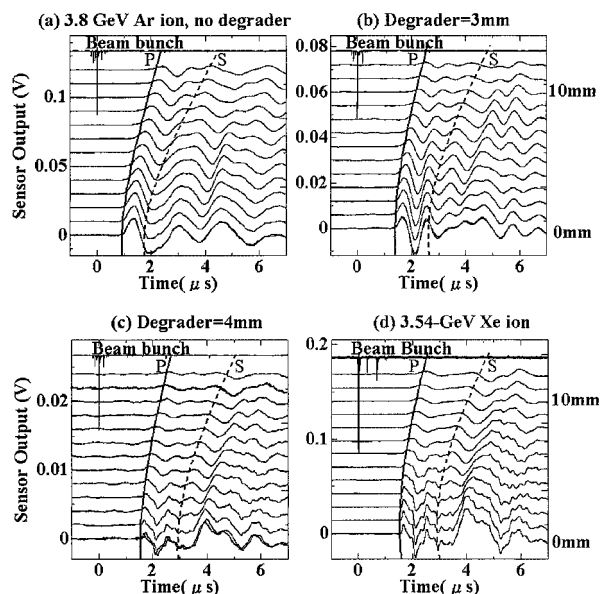 (a) 3.8 GeV Ar ion, no degrader
Beam bunch
P
S
0.1
0.05
0
Sensor Output (V)
0 2 4 6
Time( μ s)
(b) Degrader=3mm
0.08
Beam bunch
P
S
0.06
0.04
0.02
0
10mm
0mm
0 2 4 6
Time( μ s)
(c) Degrader=4mm
Beam bunch
P
S
0.02
0.01
0
Sensor Output (V)
0 2 4 6
Time( μ s)
(d) 3.54-GeV Xe ion
0.2
Beam Bunch
P
S
0.1
0
10mm
0mm
0 2 4 6
Time( μ s)